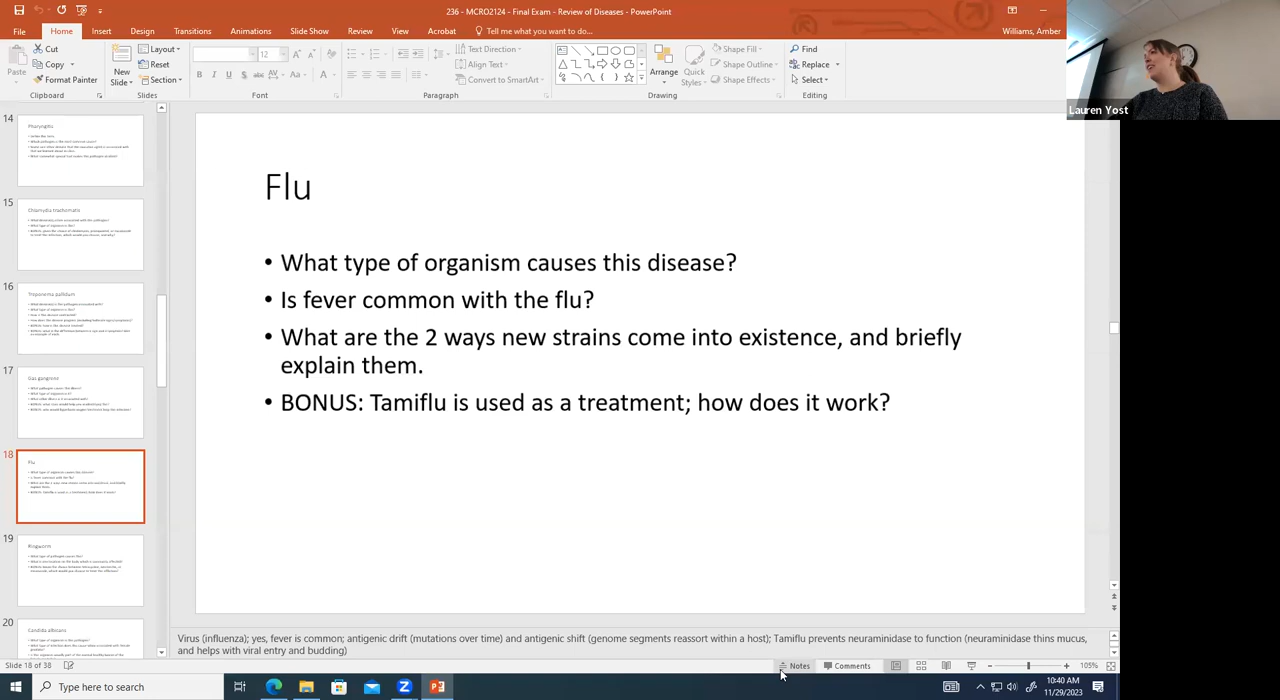 236 - MCRO2124 - Final Exam - Review of Diseases - PowerPoint
File Home Insert Design Transitions Animations Slide Show Review View Acrobat Tell me what you want to do... Williams, Amber
Paste
Cut
Copy
Format Painter
Clipboard
New Slide
Layout
Reset
Section
Slides
12
B I U S abc AV Aa A
Font
Text Direction
Align Text
Convert to SmartArt
Paragraph
Arrange
Quick Styles
Shape Fill
Shape Outline
Shape Effects
Drawing
Find
Replace
Select
Editing
Lauren Yost
14
Pharyngitis
15
Chlamydia trachomatis
16
Treponema pallidum
17
Gas gangrene
18
Flu
19
Ringworm
20
Candida albicans
Flu
• What type of organism causes this disease?
• Is fever common with the flu?
• What are the 2 ways new strains come into existence, and briefly
explain them.
• BONUS: Tamiflu is used as a treatment; how does it work?
Virus (influenza); yes, fever is common; antigenic drift (mutations over time) and antigenic shift (genome segments reassort within host); Tamiflu prevents neuraminidase to function (neuraminidase thins mucus,
and helps with viral entry and budding)
Slide 18 of 38
Notes Comments 105%
Type here to search
10:40 AM
11/29/2023